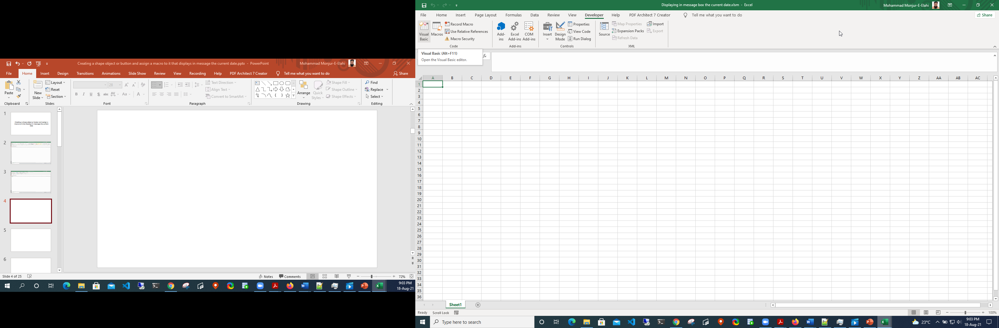 Creating a shape object or button and assign a macro to it that displays in message the current date.pptx - PowerPoint
Mohammad Monjur-E-Elahi
File Home Insert Design Transitions Animations Slide Show Review View Recording Help PDF Architect 7 Creator Tell me what you want to do Share
Paste
Clipboard
New Slide
Layout
Reset
Section
Slides
28
B I U S abc AV Aa A
Font
Text Direction
Align Text
Convert to SmartArt
Paragraph
Arrange
Quick Styles
Shape Fill
Shape Outline
Shape Effects
Drawing
Find
Replace
Select
Editing
1
Creating a shape object or button and assign a
macro to it that displays in message the current
date
2
3
4
5
6
Slide 4 of 25
Notes Comments 72%
9:03 PM
18-Aug-21
Displaying in message box the current date.xlsm - Excel
Mohammad Monjur-E-Elahi
File Home Insert Page Layout Formulas Data Review View Developer Help PDF Architect 7 Creator Tell me what you want to do Share
Visual Basic
Macros
Record Macro
Use Relative References
Macro Security
Code
Add-ins
Excel Add-ins
COM Add-ins
Add-ins
Insert
Design Mode
Properties
View Code
Run Dialog
Controls
Source
Map Properties
Expansion Packs
Refresh Data
Import
Export
XML
Visual Basic (Alt+F11)
Open the Visual Basic editor.
fx
A B C D E F G H I J K L M N O P Q R S T U V W X Y Z AA AB AC
1
2
3
4
5
6
7
8
9
10
11
12
13
14
15
16
17
18
19
20
21
22
23
24
25
26
27
28
29
30
31
32
33
34
35
36
Sheet1
Ready Scroll Lock 100%
Type here to search
23°C
9:03 PM
18-Aug-21